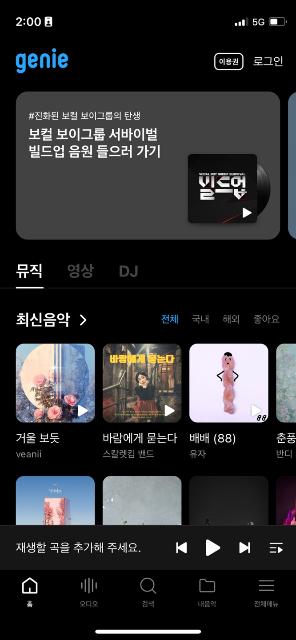 2:00
5G
genie
이용권
로그인
#진화된 보컬 보이그룹의 탄생
보컬 보이그룹 서바이벌
빌드업 음원 들으러 가기
빌드업
뮤직
영상
DJ
최신음악
전체
국내
해외
좋아요
바람에게 묻는다
거울 보듯
veanii
바람에게 묻는다
스칼렛킴 밴드
배배 (88)
유자
춘풍
반디
재생할 곡을 추가해 주세요.
홈
오디오
검색
내음악
전체메뉴